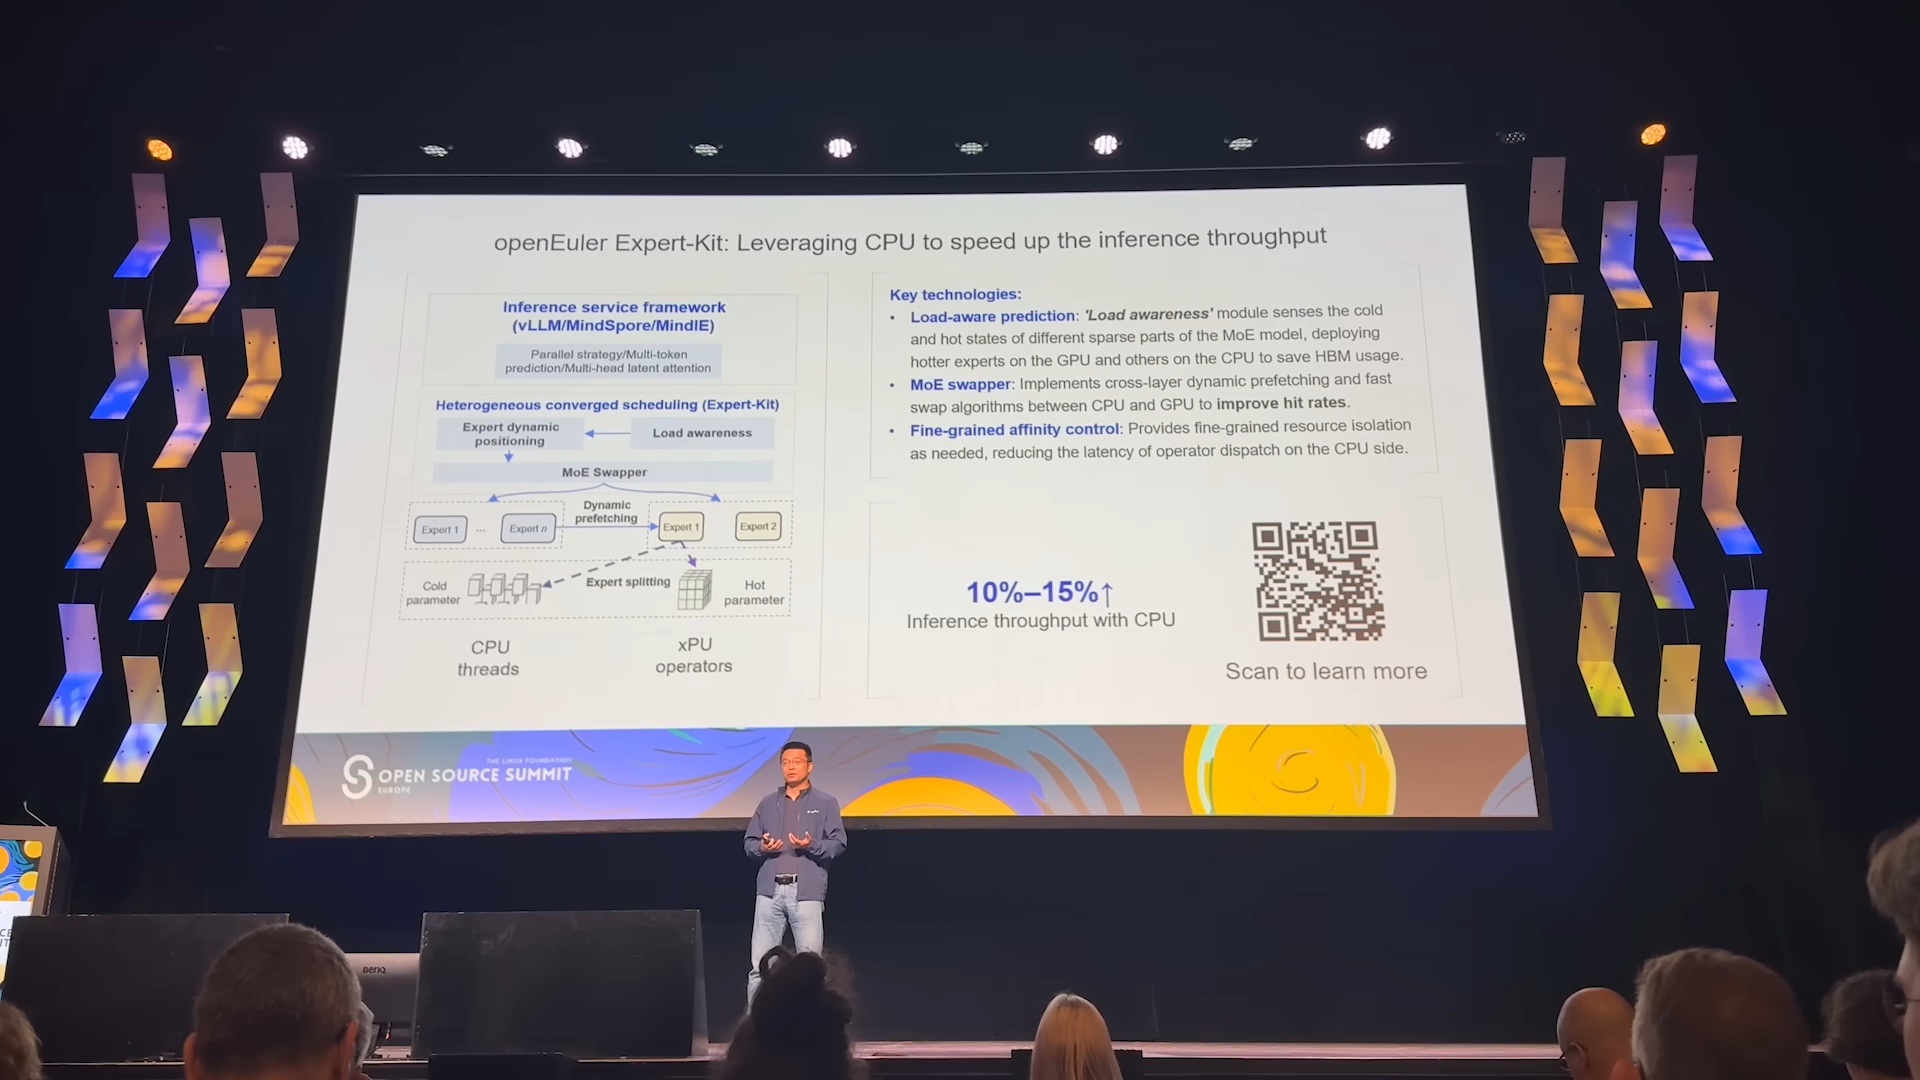 openEuler Expert-Kit: Leveraging CPU to speed up the inference throughput
Inference service framework
(vLLM/MindSpore/MindIE)
Parallel strategy/Multi-token
prediction/Multi-head latent attention
Heterogeneous converged scheduling (Expert-Kit)
Expert dynamic
positioning
Load awareness
MoE Swapper
Expert 1
...
Expert n
Dynamic
prefetching
Expert 1
Expert 2
Cold
parameter
Expert splitting
Hot
parameter
CPU
threads
xPU
operators
Key technologies:
• Load-aware prediction: 'Load awareness' module senses the cold
and hot states of different sparse parts of the MoE model, deploying
hotter experts on the GPU and others on the CPU to save HBM usage.
• MoE swapper: Implements cross-layer dynamic prefetching and fast
swap algorithms between CPU and GPU to improve hit rates.
• Fine-grained affinity control: Provides fine-grained resource isolation
as needed, reducing the latency of operator dispatch on the CPU side.
10%–15%↑
Inference throughput with CPU
Scan to learn more
THE LINUX FOUNDATION
OPEN SOURCE SUMMIT
EUROPE
BenQ